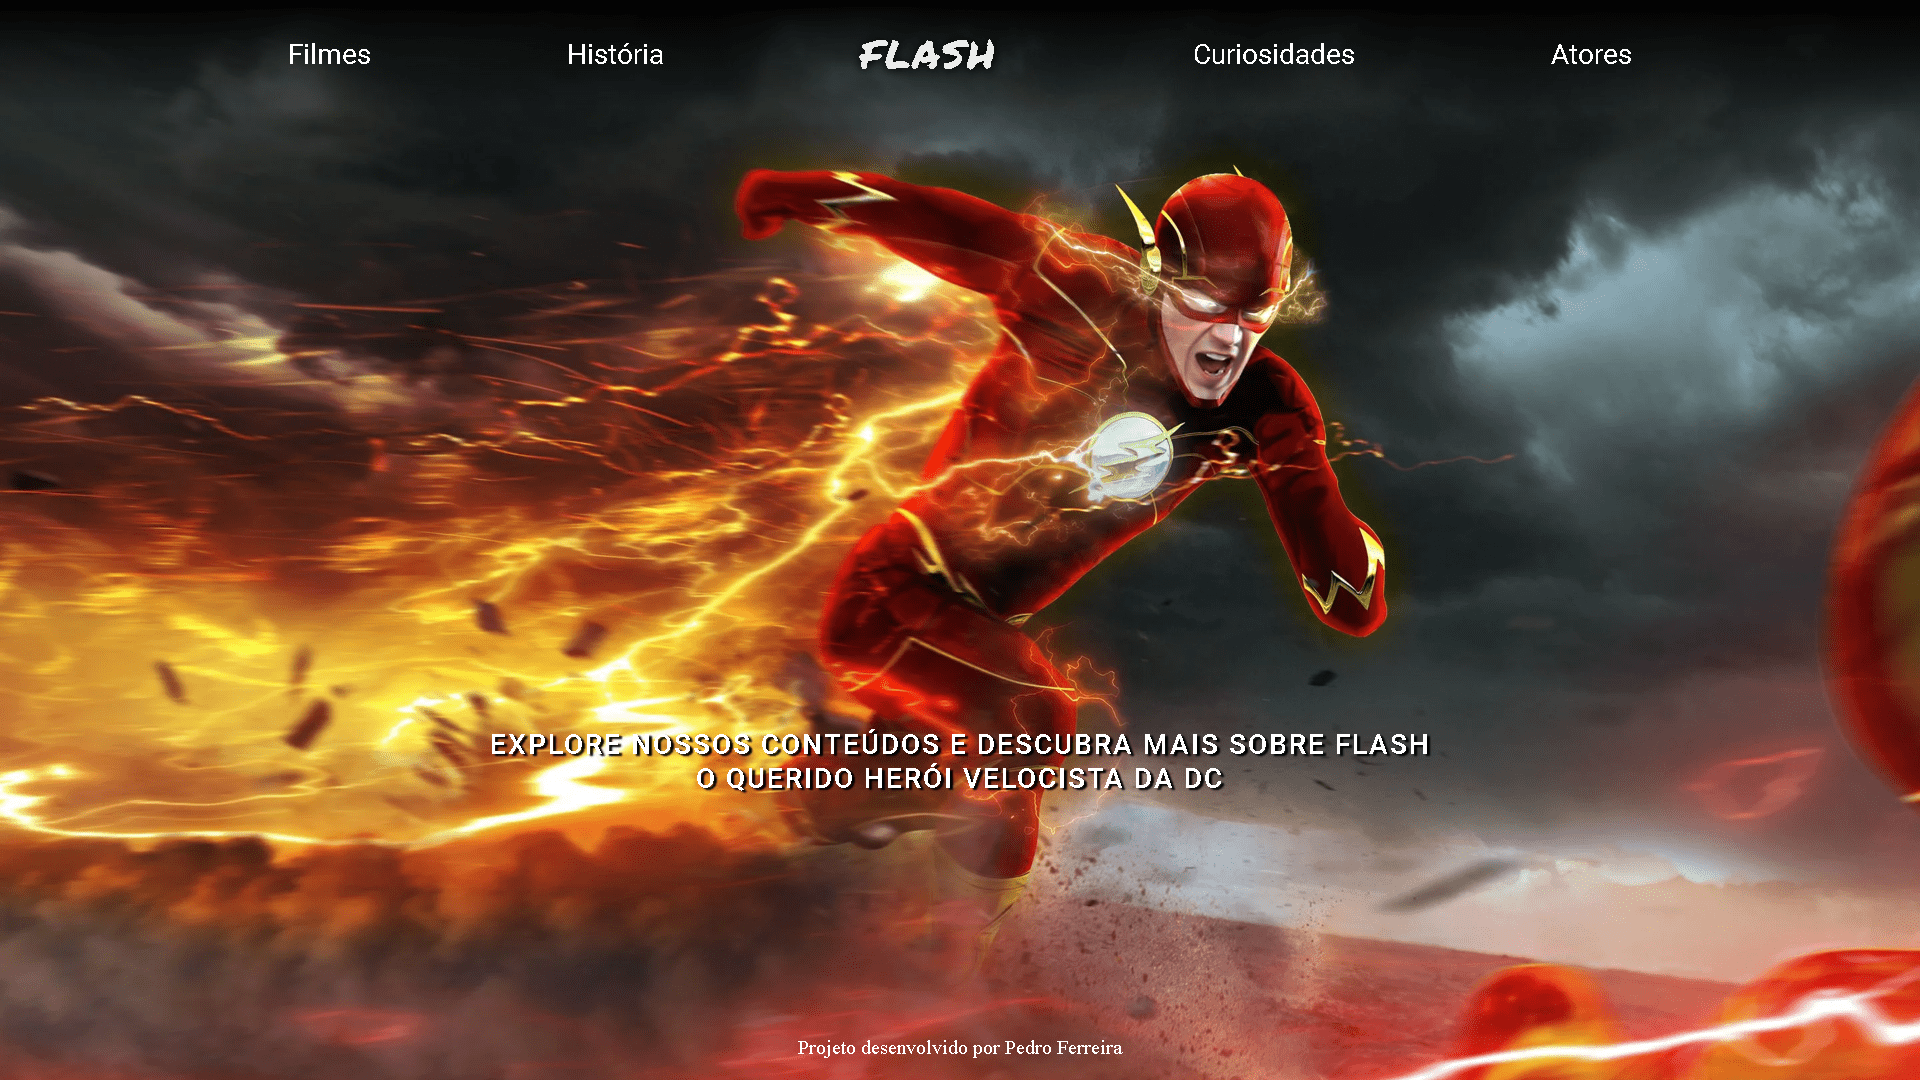 Filmes
História
FLASH
Curiosidades
Atores
EXPLORE NOSSOS CONTEÚDOS E DESCUBRA MAIS SOBRE FLASH
O QUERIDO HERÓI VELOCISTA DA DC
Projeto desenvolvido por Pedro Ferreira